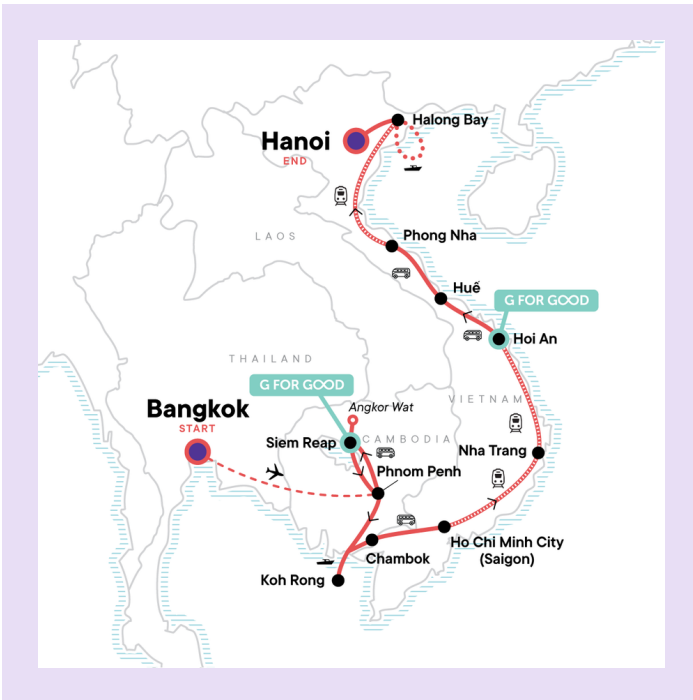 Halong Bay
Hanoi
END
Phong Nha
LAOS
Huế
G FOR GOOD
Hoi An
THAILAND
G FOR GOOD
VIETNAM
Bangkok
START
Angkor Wat
Siem Reap
CAMBODIA
Nha Trang
Phnom Penh
Ho Chi Minh City
(Saigon)
Chambok
Koh Rong